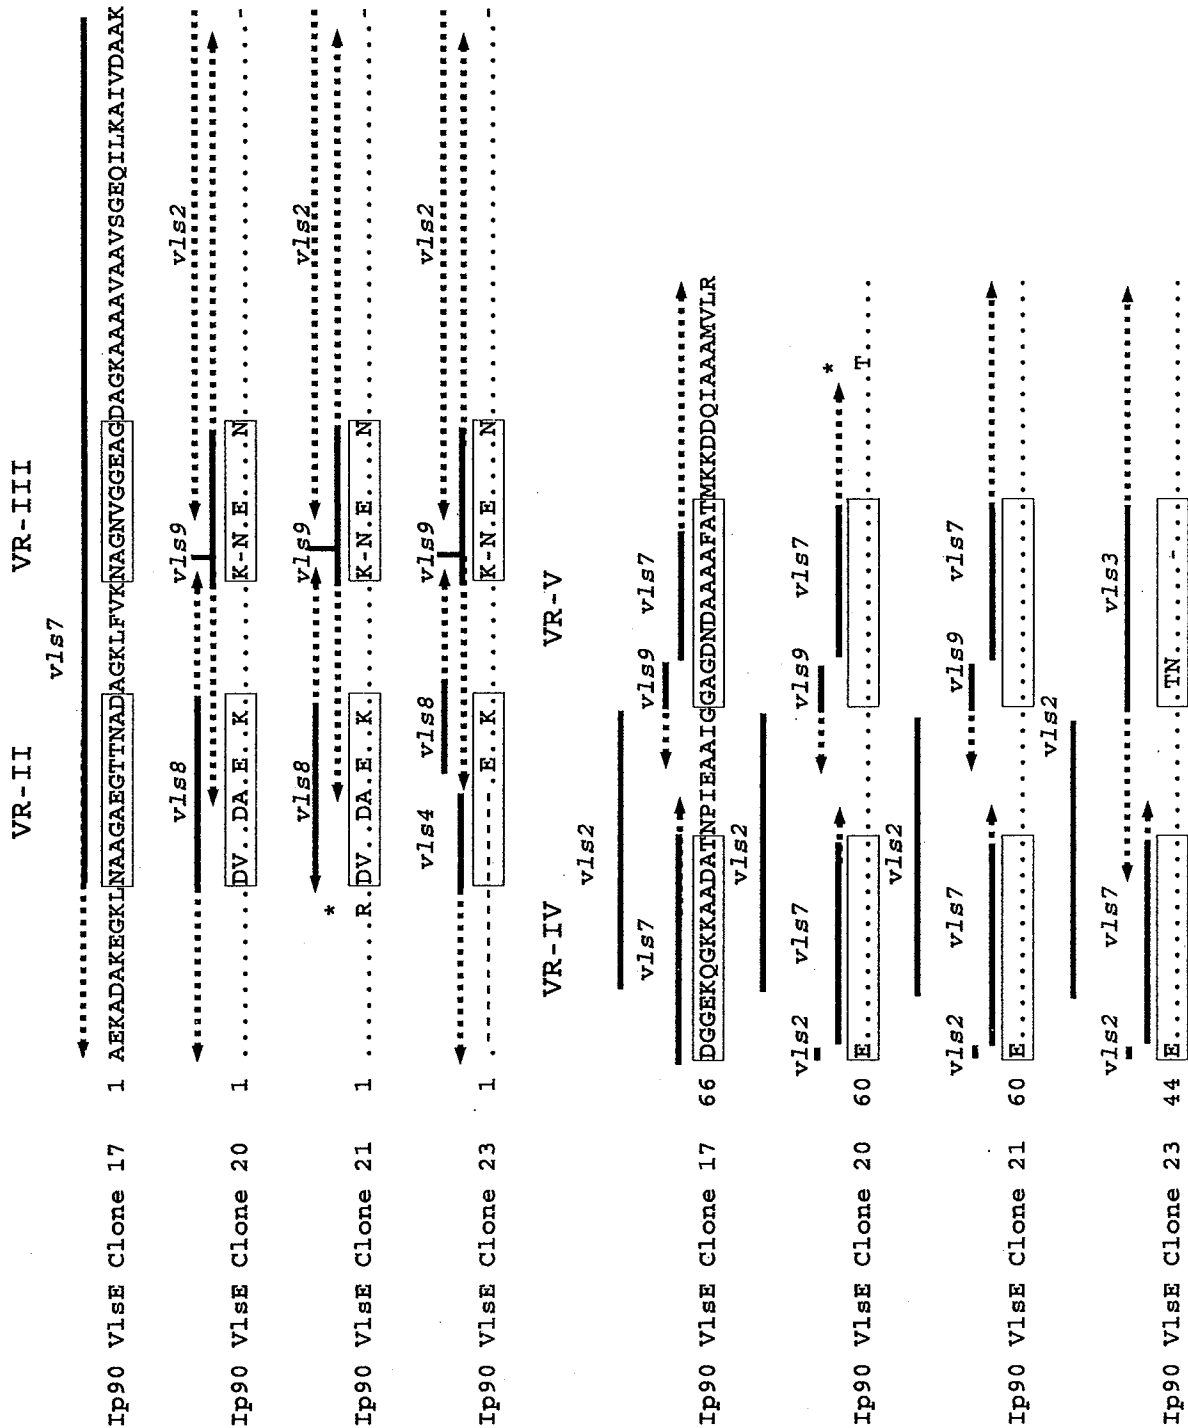 VR-II VR-III
vls7
Ip90 VlsE Clone 17 1 AEKADAKEGKLNAAGAEGTTNADAGKLFVKNAGNVGGEAGDAGKAAAAVAAVSGEQILKAIVDAAK
vls8 vls9 vls2
Ip90 VlsE Clone 20 1 ...........DV..DA.E..K........K-N.E....N.........................-
vls8 vls9 vls2
*
Ip90 VlsE Clone 21 1 ..........RDV..DA.E..K........K-N.E....N.........................-
vls4 vls8 vls9 vls2
Ip90 VlsE Clone 23 1 .----------------.E..K........K-N.E....N.........................-
VR-IV VR-V
vls2
vls7 vls9 vls7
Ip90 VlsE Clone 17 66 DGGEKQGKKAADATNPIEAAIGGAGDNDAAAAFATMKKDDQIAAAMVLR
vls2
vls2 vls7 vls9 vls7
*
Ip90 VlsE Clone 20 60 E..........................................T.....
vls2
vls2 vls7 vls9 vls7
Ip90 VlsE Clone 21 60 E................................................
vls2
vls2 vls7 vls3
Ip90 VlsE Clone 23 44 E......................TN......-.................